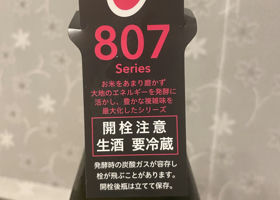 807
Series
お米をあまり磨かず
大地のエネルギーを発酵に
活かし、豊かな複雑味を
最大化したシリーズ
開栓注意
生酒 要冷蔵
発酵時の炭酸ガスが容存し
栓が飛ぶことがあります。
開栓後瓶は立てて保存。